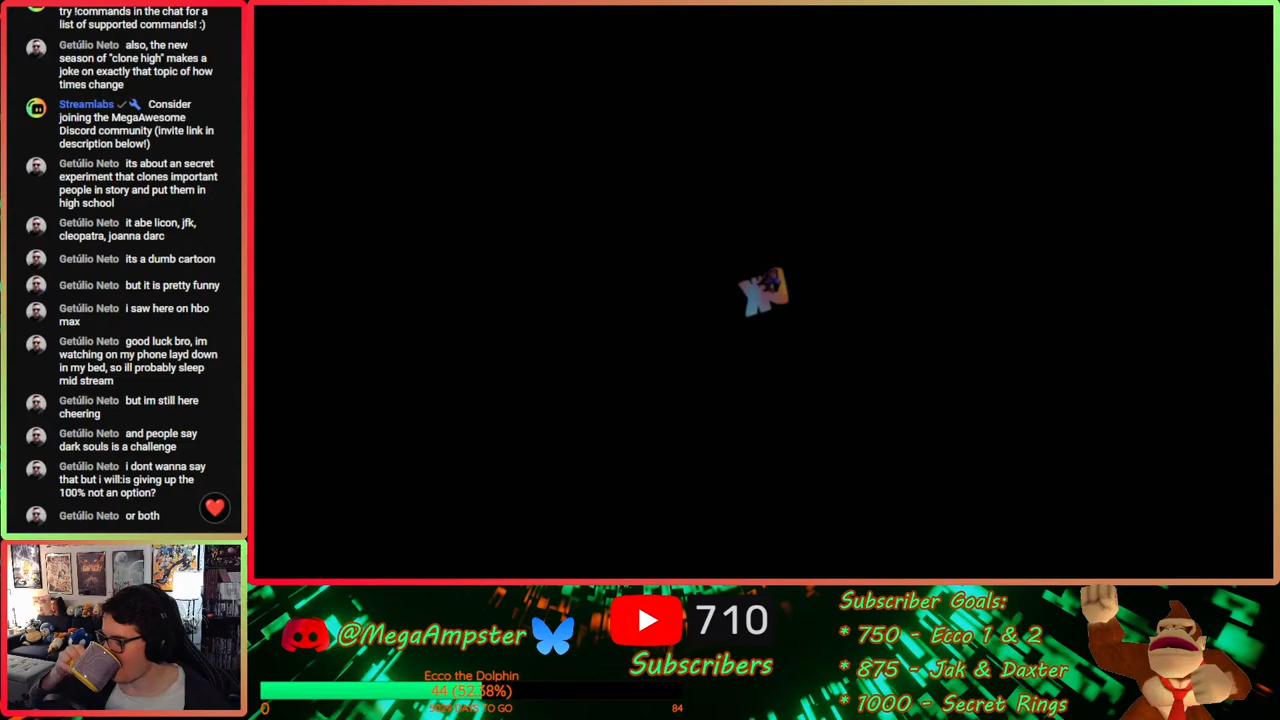 try !commands in the chat for a
list of supported commands! :)
Getúlio Neto also, the new
season of "clone high" makes a
joke on exactly that topic of how
times change
Streamlabs Consider
joining the MegaAwesome
Discord community (invite link in
description below!)
Getúlio Neto its about an secret
experiment that clones important
people in story and put them in
high school
Getúlio Neto it abe licon, jfk,
cleopatra, joanna darc
Getúlio Neto its a dumb cartoon
Getúlio Neto but it is pretty funny
Getúlio Neto i saw here on hbo
max
Getúlio Neto good luck bro, im
watching on my phone layd down
in my bed, so ill probably sleep
mid stream
Getúlio Neto but im still here
cheering
Getúlio Neto and people say
dark souls is a challenge
Getúlio Neto i dont wanna say
that but i will:is giving up the
100% not an option?
Getúlio Neto or both
@MegaAmpster
710
Subscribers
Ecco the Dolphin
44 (52.38%)
DAYS TO GO
0
84
Subscriber Goals:
* 750 - Ecco 1 & 2
* 875 - Jak & Daxter
* 1000 - Secret Rings